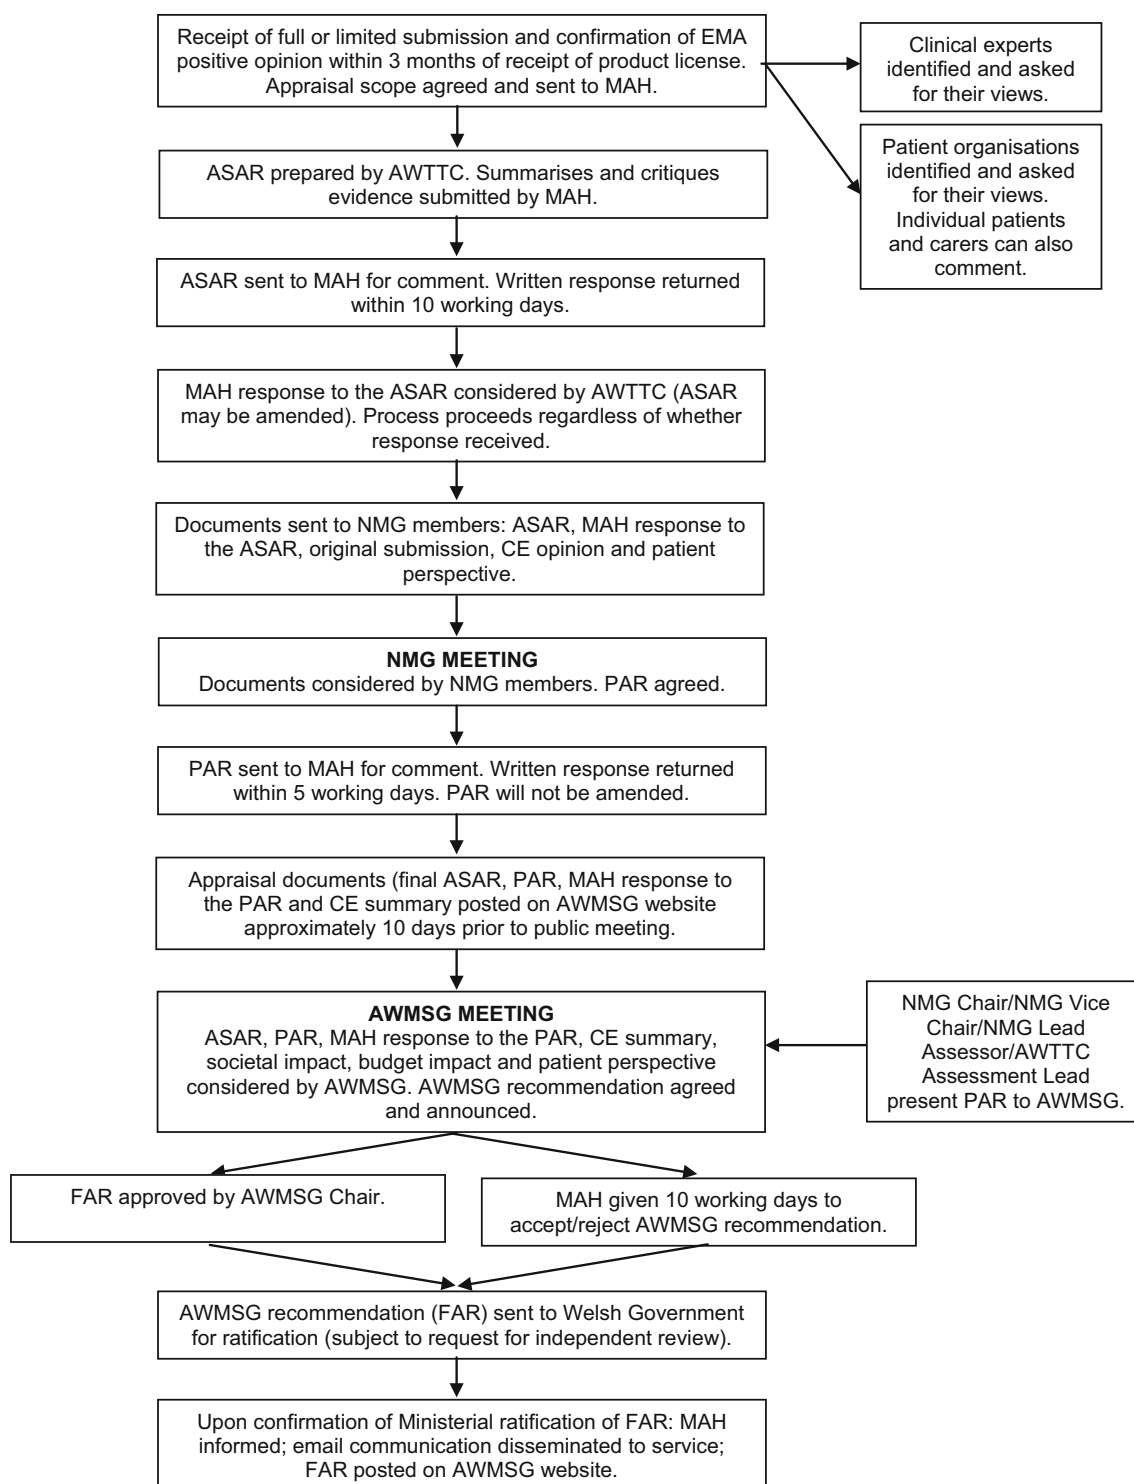 Receipt of full or limited submission and confirmation of EMA
positive opinion within 3 months of receipt of product license.
Appraisal scope agreed and sent to MAH.
Clinical experts
identified and asked
for their views.
Patient organisations
identified and asked
for their views.
Individual patients
and carers can also
comment.
ASAR prepared by AWTTC. Summarises and critiques
evidence submitted by MAH.
ASAR sent to MAH for comment. Written response returned
within 10 working days.
MAH response to the ASAR considered by AWTTC (ASAR
may be amended). Process proceeds regardless of whether
response received.
Documents sent to NMG members: ASAR, MAH response to
the ASAR, original submission, CE opinion and patient
perspective.
NMG MEETING
Documents considered by NMG members. PAR agreed.
PAR sent to MAH for comment. Written response returned
within 5 working days. PAR will not be amended.
Appraisal documents (final ASAR, PAR, MAH response to
the PAR and CE summary posted on AWMSG website
approximately 10 days prior to public meeting.
AWMSG MEETING
ASAR, PAR, MAH response to the PAR, CE summary,
societal impact, budget impact and patient perspective
considered by AWMSG. AWMSG recommendation agreed
and announced.
NMG Chair/NMG Vice
Chair/NMG Lead
Assessor/AWTTC
Assessment Lead
present PAR to AWMSG.
FAR approved by AWMSG Chair.
MAH given 10 working days to
accept/reject AWMSG recommendation.
AWMSG recommendation (FAR) sent to Welsh Government
for ratification (subject to request for independent review).
Upon confirmation of Ministerial ratification of FAR: MAH
informed; email communication disseminated to service;
FAR posted on AWMSG website.